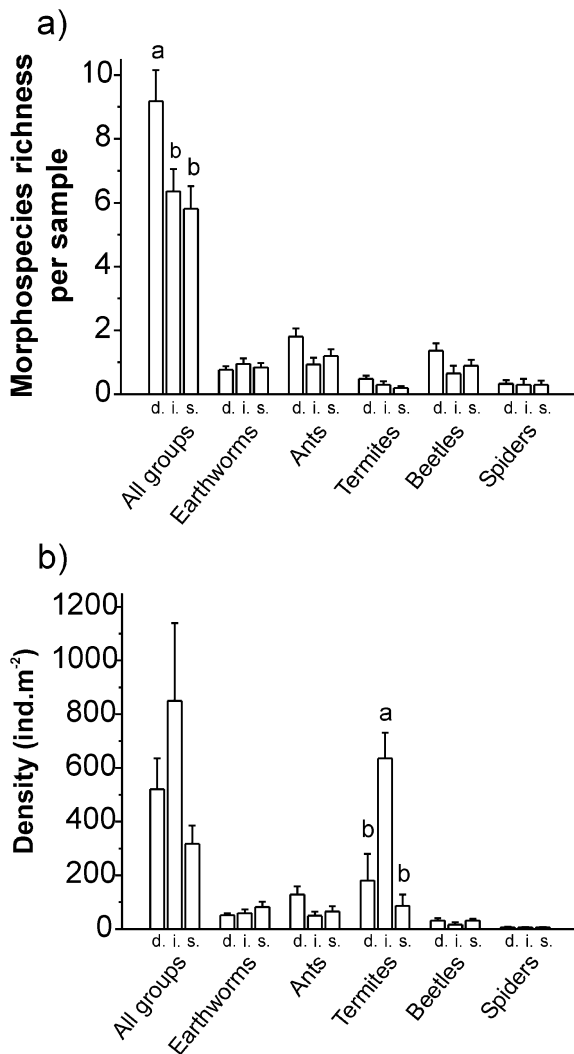 a)
Morphospecies richness
per sample
10
8
6
4
2
0
a
b
b
d. i. s. d. i. s. d. i. s. d. i. s. d. i. s. d. i. s.
All groups
Earthworms
Ants
Termites
Beetles
Spiders
b)
Density (ind.m-2)
1200
1000
800
600
400
200
0
b
a
b
d. i. s. d. i. s. d. i. s. d. i. s. d. i. s. d. i. s.
All groups
Earthworms
Ants
Termites
Beetles
Spiders